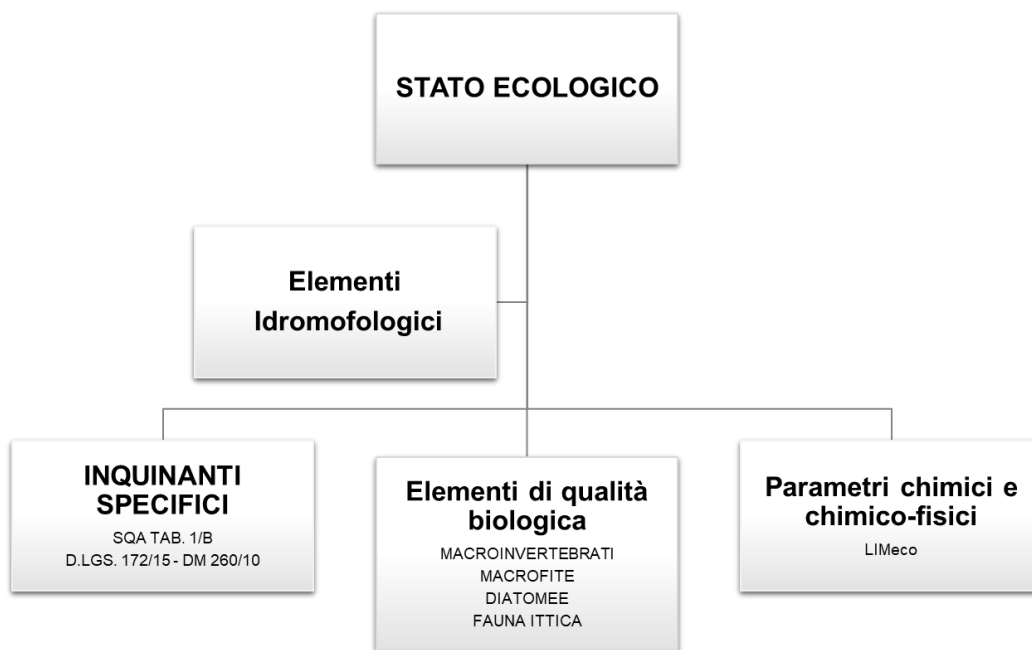 STATO ECOLOGICO
Elementi
Idromofologici
INQUINANTI
SPECIFICI
SQA TAB. 1/B
D.LGS. 172/15 - DM 260/10
Elementi di qualità
biologica
MACROINVERTEBRATI
MACROFITE
DIATOMEE
FAUNA ITTICA
Parametri chimici e
chimico-fisici
LIMeco